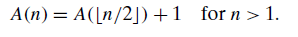 A(n) = A(⌊n/2⌋) + 1 for n > 1.